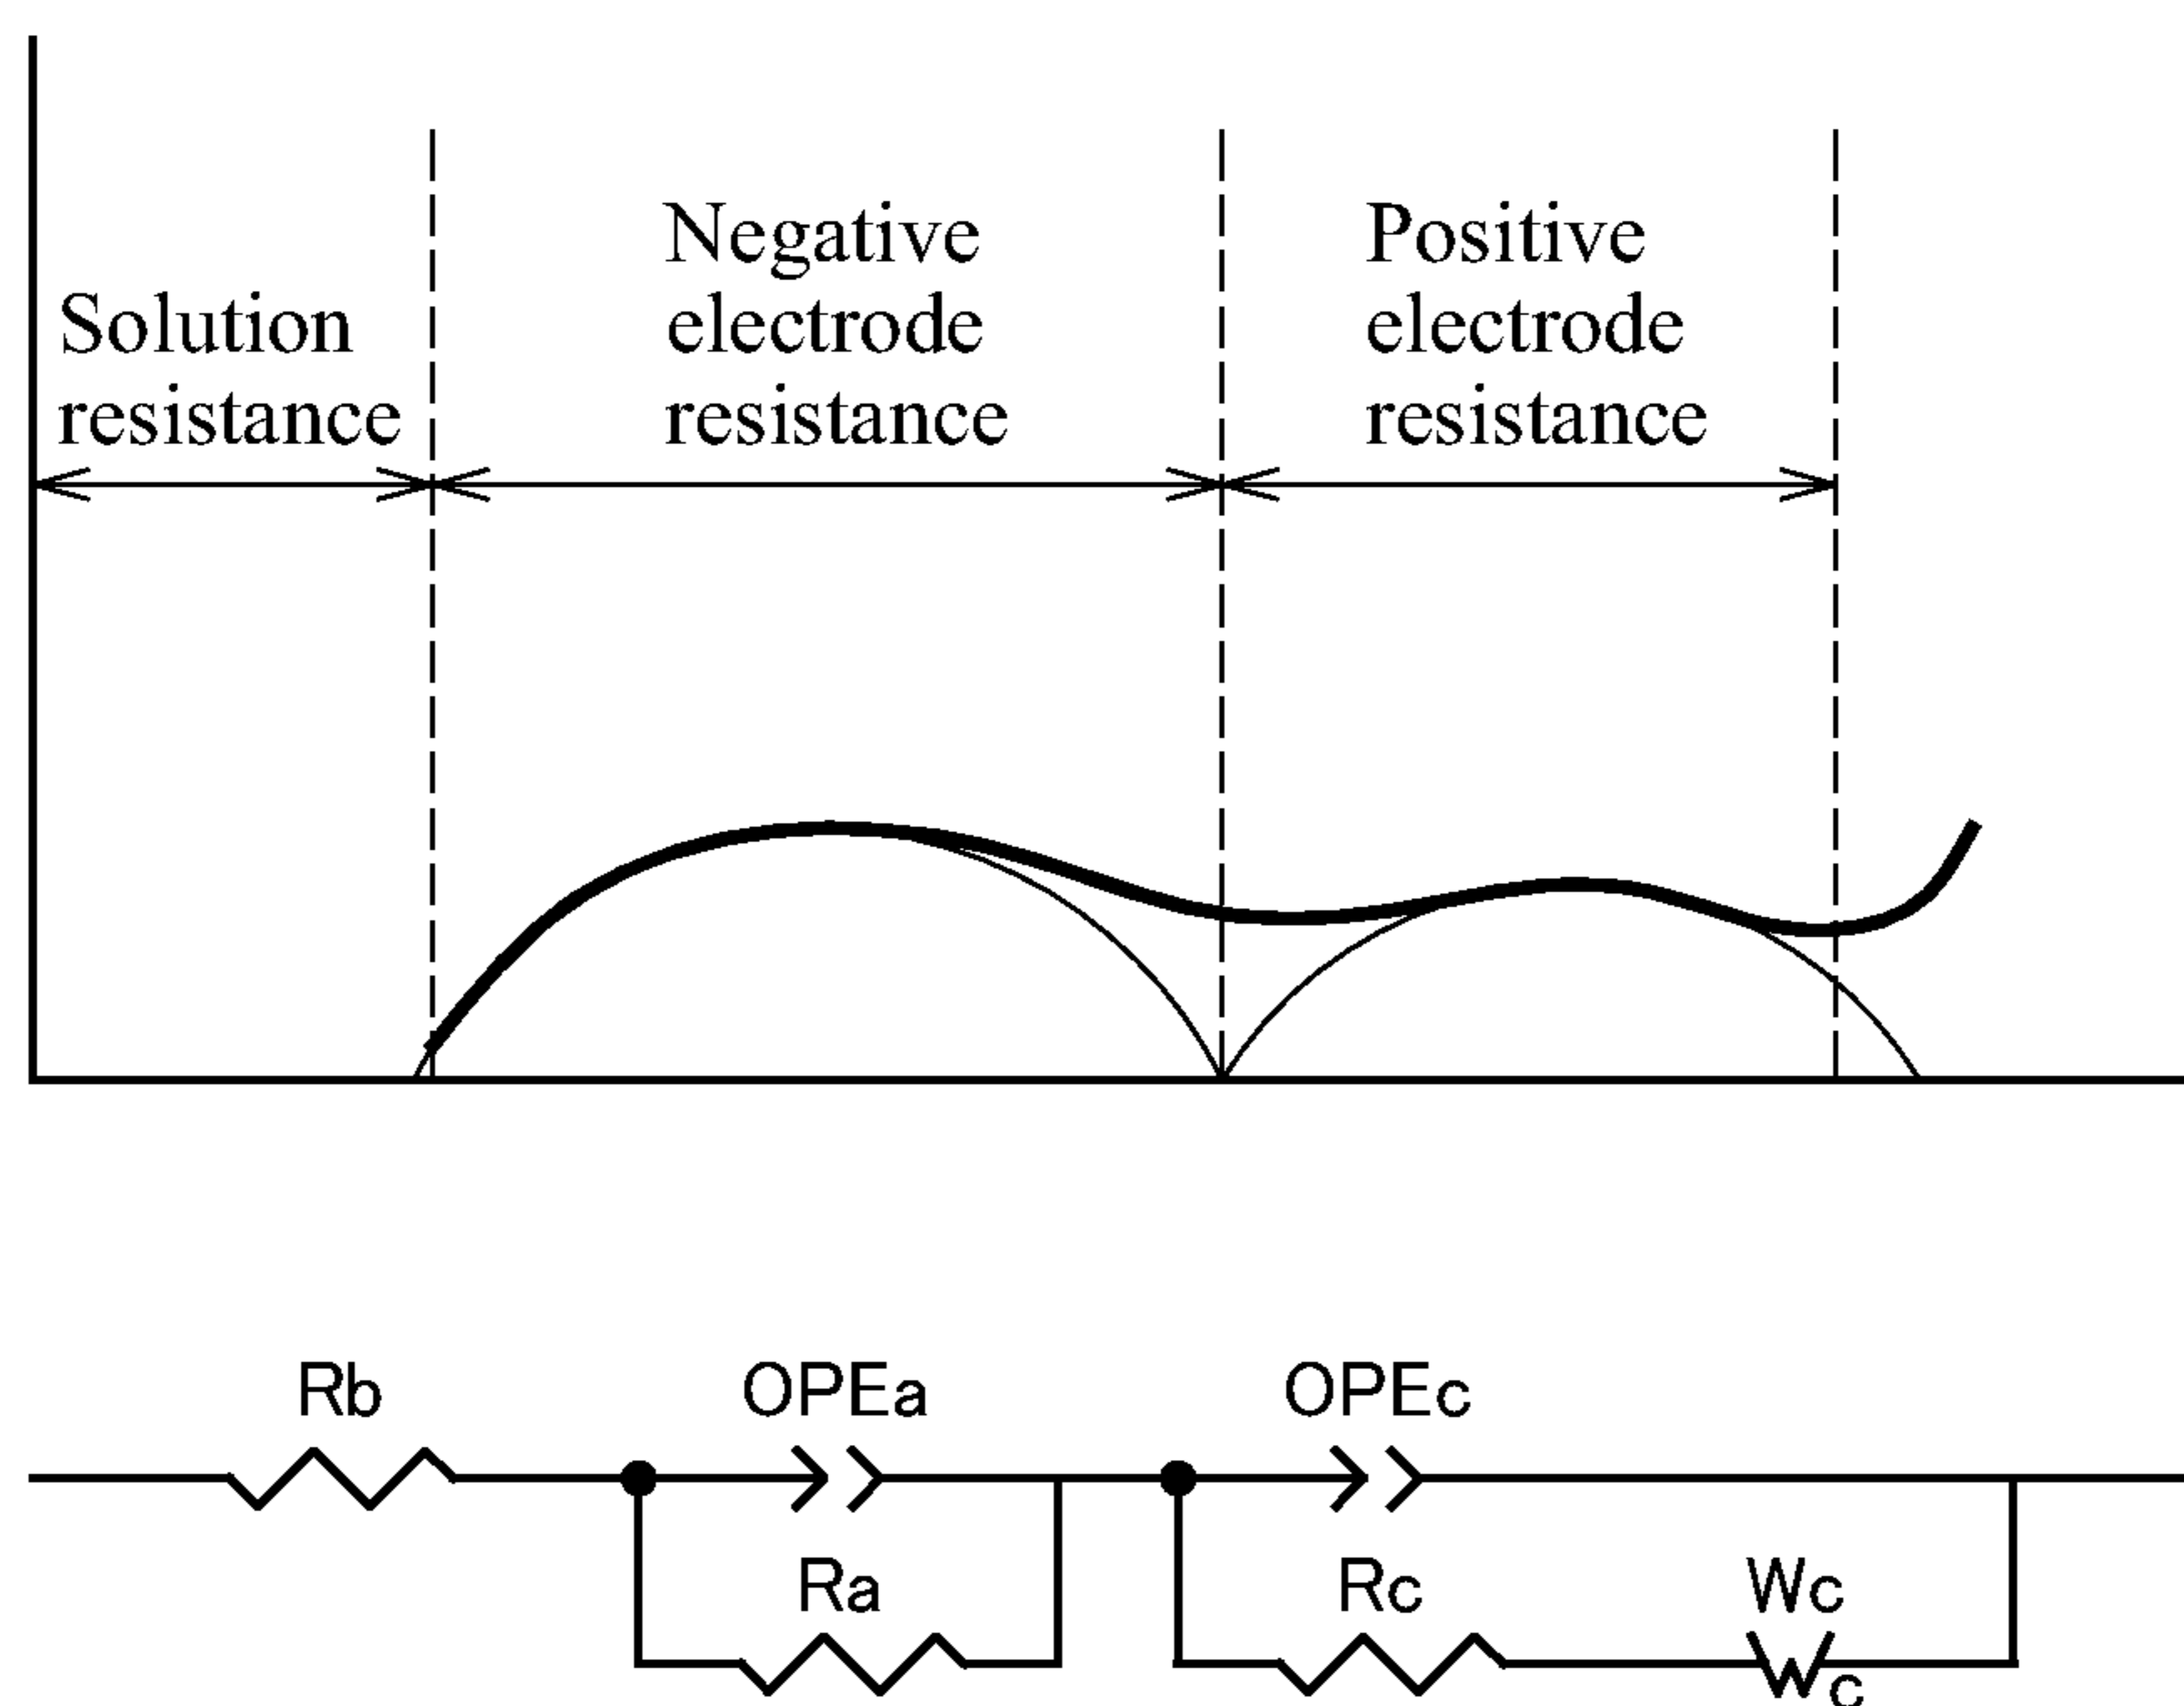 Solution
resistance
Negative
electrode
resistance
Positive
electrode
resistance
Rb
OPEa
OPEc
Ra
Rc
Wc
Wc